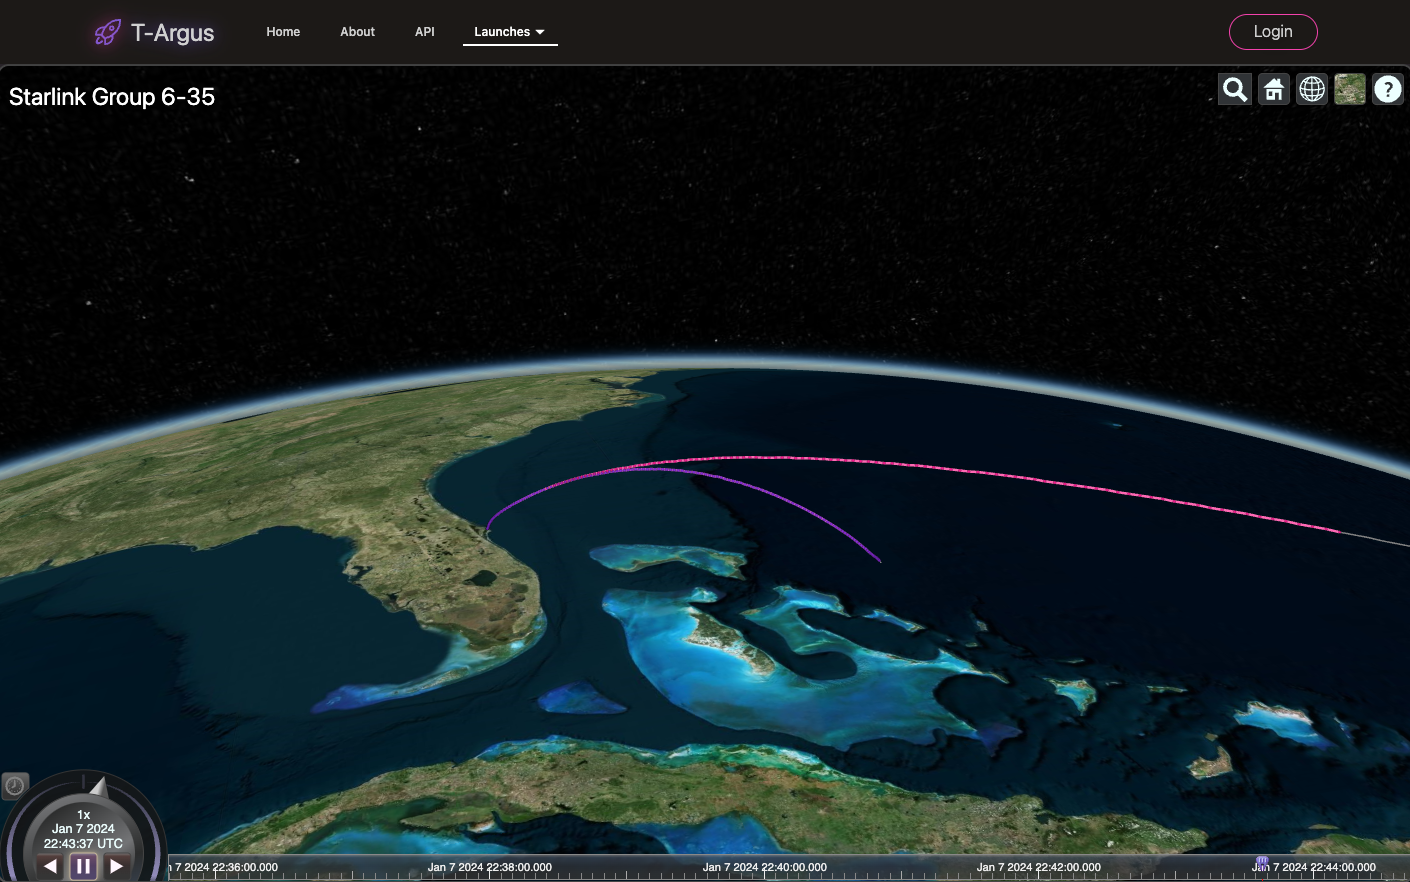 T-Argus
Home
About
API
Launches
Login
Starlink Group 6-35
?
1x
Jan 7 2024
22:43:37 UTC
n 7 2024 22:36:00.000
Jan 7 2024 22:38:00.000
Jan 7 2024 22:40:00.000
Jan 7 2024 22:42:00.000
Jan 7 2024 22:44:00.000